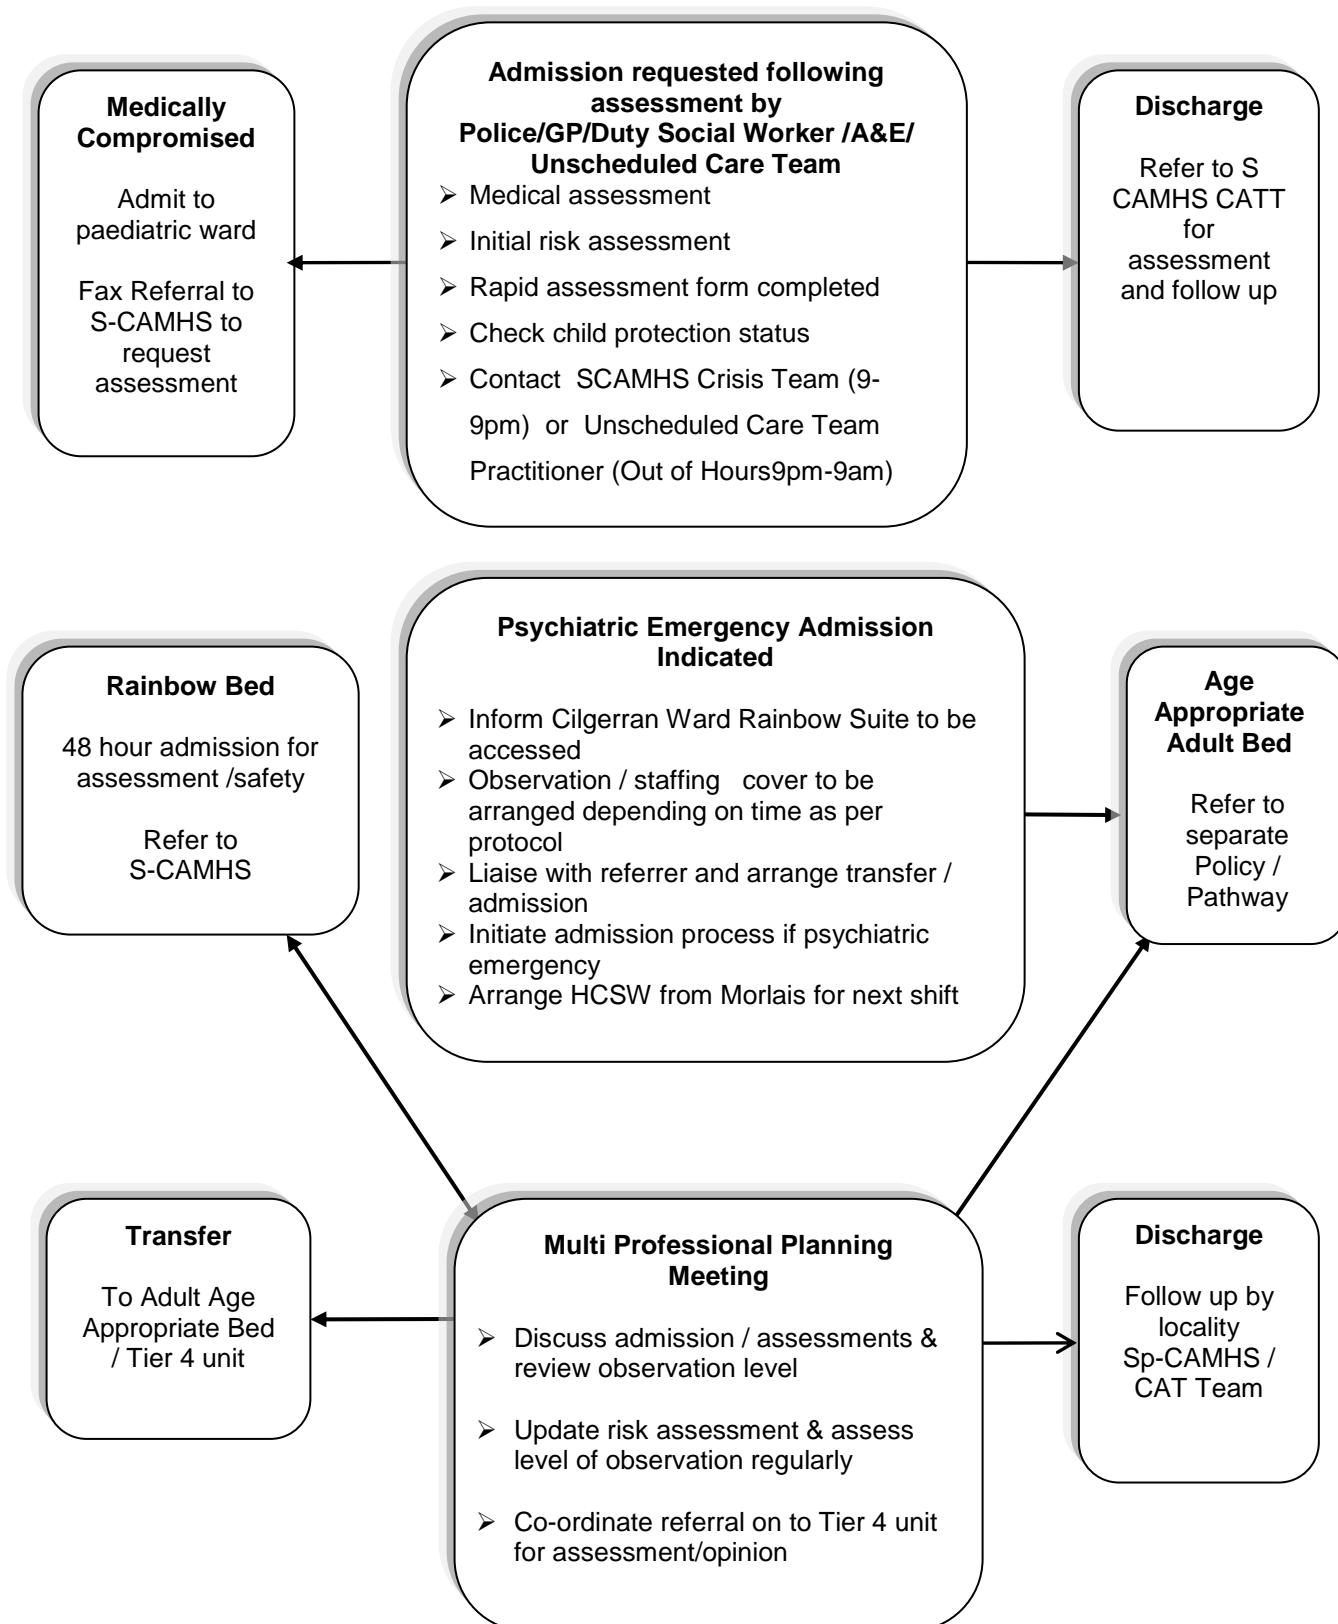 Medically
Compromised
Admit to
paediatric ward
Fax Referral to
S-CAMHS to
request
assessment
Admission requested following
assessment by
Police/GP/Duty Social Worker /A&E/
Unscheduled Care Team
➢ Medical assessment
➢ Initial risk assessment
➢ Rapid assessment form completed
➢ Check child protection status
➢ Contact SCAMHS Crisis Team (9-
9pm) or Unscheduled Care Team
Practitioner (Out of Hours9pm-9am)
Discharge
Refer to S
CAMHS CATT
for
assessment
and follow up
Rainbow Bed
48 hour admission for
assessment /safety
Refer to
S-CAMHS
Psychiatric Emergency Admission
Indicated
➢ Inform Cilgerran Ward Rainbow Suite to be
accessed
➢ Observation / staffing cover to be
arranged depending on time as per
protocol
➢ Liaise with referrer and arrange transfer /
admission
➢ Initiate admission process if psychiatric
emergency
➢ Arrange HCSW from Morlais for next shift
Age
Appropriate
Adult Bed
Refer to
separate
Policy /
Pathway
Transfer
To Adult Age
Appropriate Bed
/ Tier 4 unit
Multi Professional Planning
Meeting
➢ Discuss admission / assessments &
review observation level
➢ Update risk assessment & assess
level of observation regularly
➢ Co-ordinate referral on to Tier 4 unit
for assessment/opinion
Discharge
Follow up by
locality
Sp-CAMHS /
CAT Team